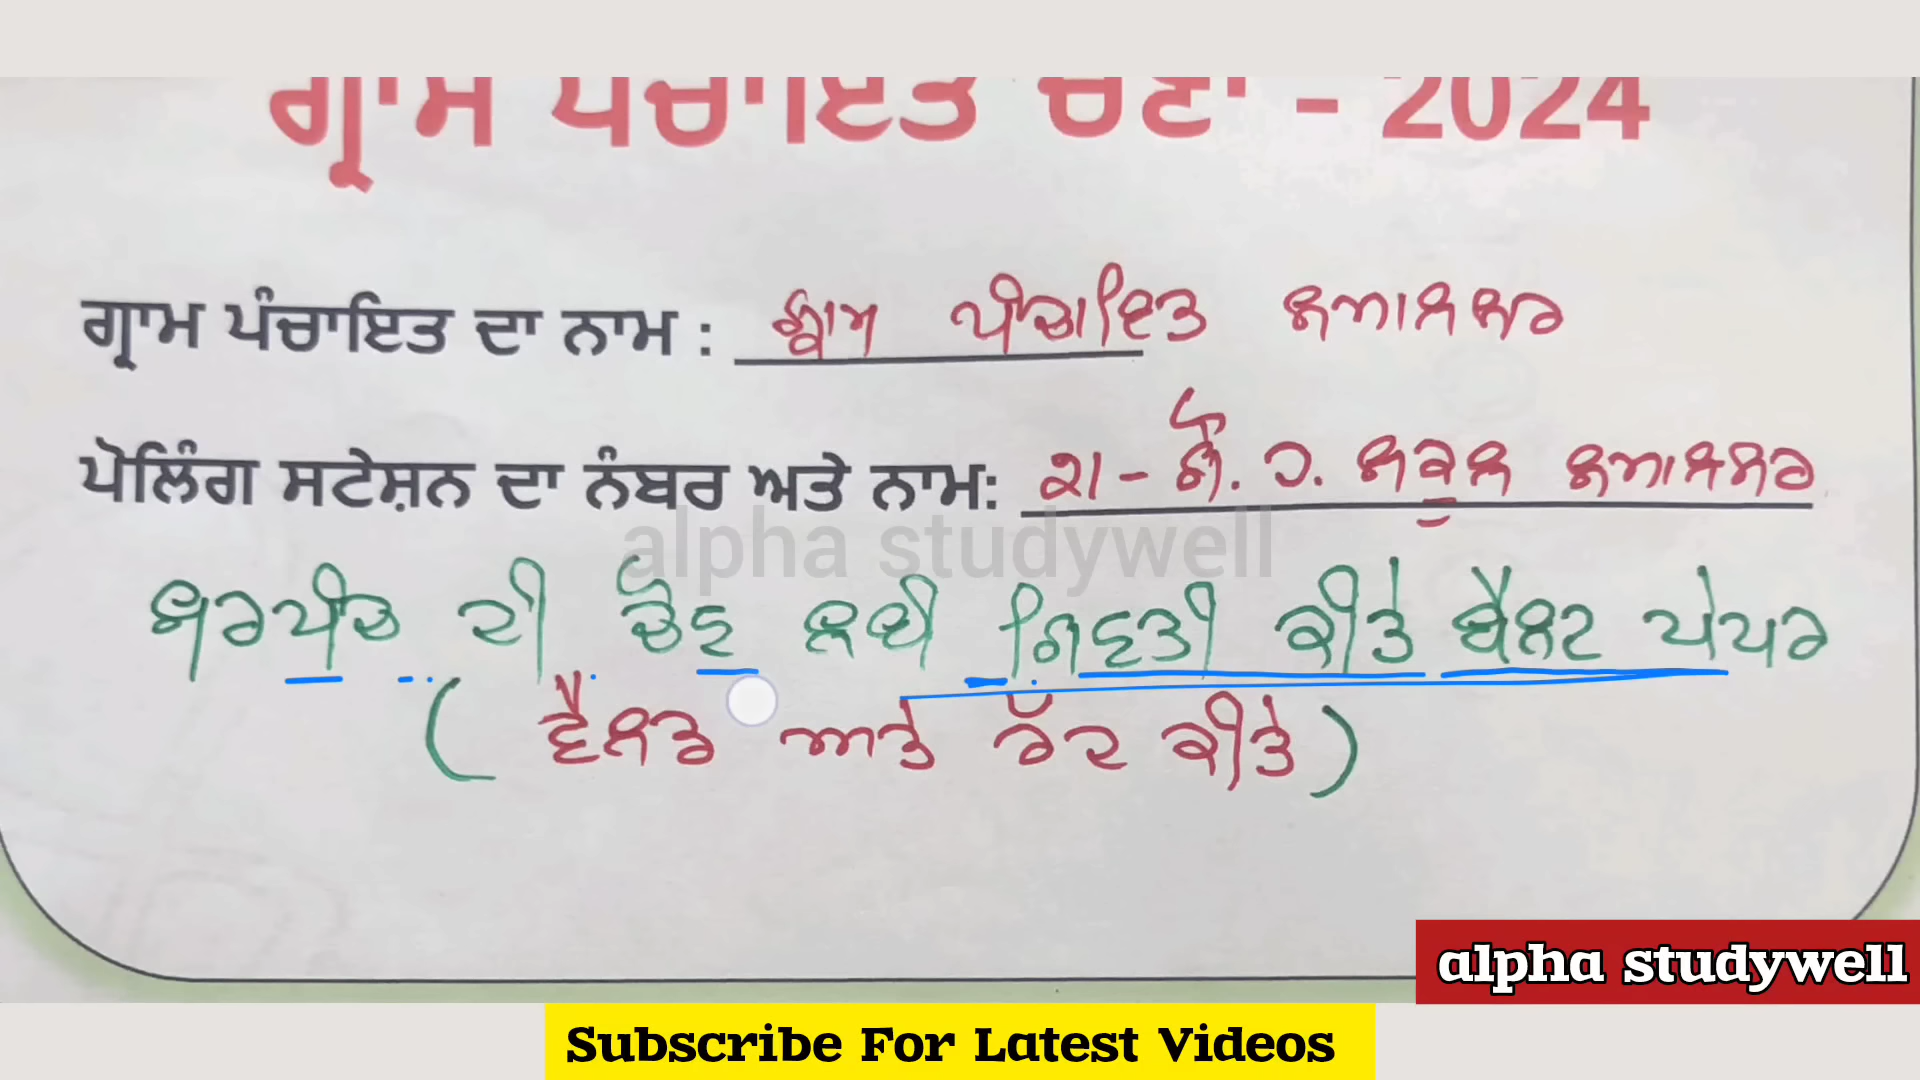 ਗ੍ਰਾਮ ਪੰਚਾਇਤ ਚੋਣਾਂ - 2024
ਗ੍ਰਾਮ ਪੰਚਾਇਤ ਦਾ ਨਾਮ : ਗ੍ਰਾਮ ਪੰਚਾਇਤ
ਪੋਲਿੰਗ ਸਟੇਸ਼ਨ ਦਾ ਨੰਬਰ ਅਤੇ ਨਾਮ: 21 - ਗੌ. ਹ. ਸਕੂਲ
alpha studywell
ਸਰਪੰਚ ਦੀ ਚੋਣ ਲਈ ਗਿਣਤੀ ਕੀਤੇ ਬੈਲਟ ਪੇਪਰ
( ਵੈਲਡ ਅਤੇ ਰੱਦ ਕੀਤੇ )
alpha studywell
Subscribe For Latest Videos